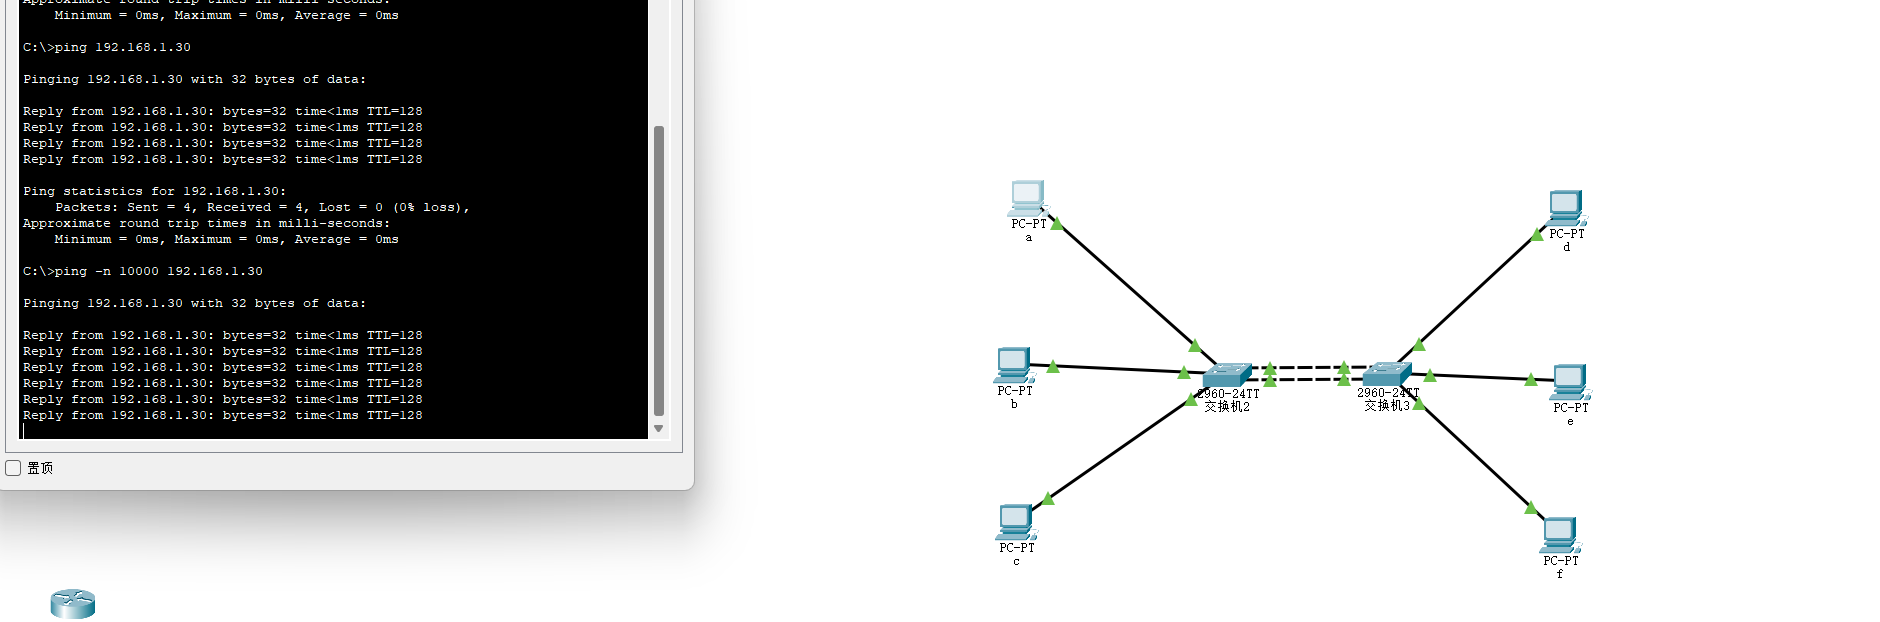 Approximate round trip times in milli-seconds:
Minimum = 0ms, Maximum = 0ms, Average = 0ms
C:\>ping 192.168.1.30
Pinging 192.168.1.30 with 32 bytes of data:
Reply from 192.168.1.30: bytes=32 time<1ms TTL=128
Reply from 192.168.1.30: bytes=32 time<1ms TTL=128
Reply from 192.168.1.30: bytes=32 time<1ms TTL=128
Reply from 192.168.1.30: bytes=32 time<1ms TTL=128
Ping statistics for 192.168.1.30:
Packets: Sent = 4, Received = 4, Lost = 0 (0% loss),
Approximate round trip times in milli-seconds:
Minimum = 0ms, Maximum = 0ms, Average = 0ms
C:\>ping -n 10000 192.168.1.30
Pinging 192.168.1.30 with 32 bytes of data:
Reply from 192.168.1.30: bytes=32 time<1ms TTL=128
Reply from 192.168.1.30: bytes=32 time<1ms TTL=128
Reply from 192.168.1.30: bytes=32 time<1ms TTL=128
Reply from 192.168.1.30: bytes=32 time<1ms TTL=128
Reply from 192.168.1.30: bytes=32 time<1ms TTL=128
Reply from 192.168.1.30: bytes=32 time<1ms TTL=128
置顶
PC-PT
a
PC-PT
d
PC-PT
b
2960-24TT
交换机2
2960-24TT
交换机3
PC-PT
e
PC-PT
c
PC-PT
f